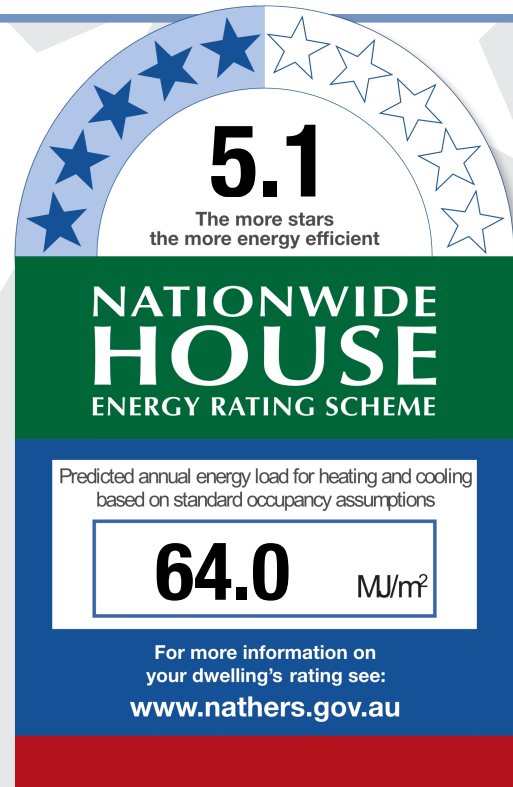 5.1
The more stars
the more energy efficient
NATIONWIDE
HOUSE
ENERGY RATING SCHEME
Predicted annual energy load for heating and cooling
based on standard occupancy assumptions
64.0 MJ/m²
For more information on
your dwelling's rating see:
www.nathers.gov.au